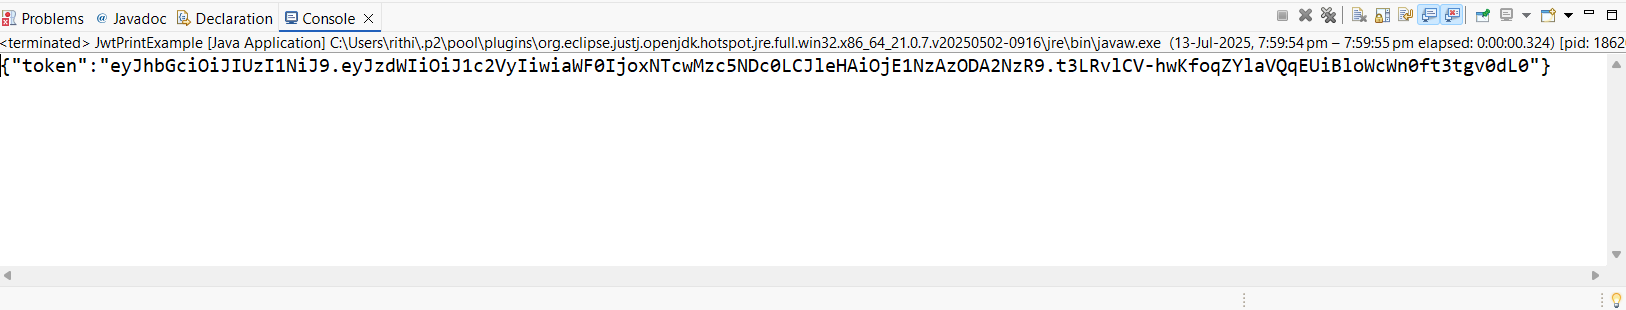 Problems @ Javadoc Declaration Console
<terminated> JwtPrintExample [Java Application] C:\Users\rithi\.p2\pool\plugins\org.eclipse.justj.openjdk.hotspot.jre.full.win32.x86_64_21.0.7.v20250502-0916\jre\bin\javaw.exe (13-Jul-2025, 7:59:54 pm – 7:59:55 pm elapsed: 0:00:00.324) [pid: 1862
{"token":"eyJhbGciOiJIUzI1NiJ9.eyJzdWIiOiJ1c2VyIiwiaWF0IjoxNTcwMzc5NDc0LCJleHAiOjE1NzAzODA2NzR9.t3LRvlCV-hwKfoqZYlaVQqEUiBloWcWn0ft3tgv0dL0"}